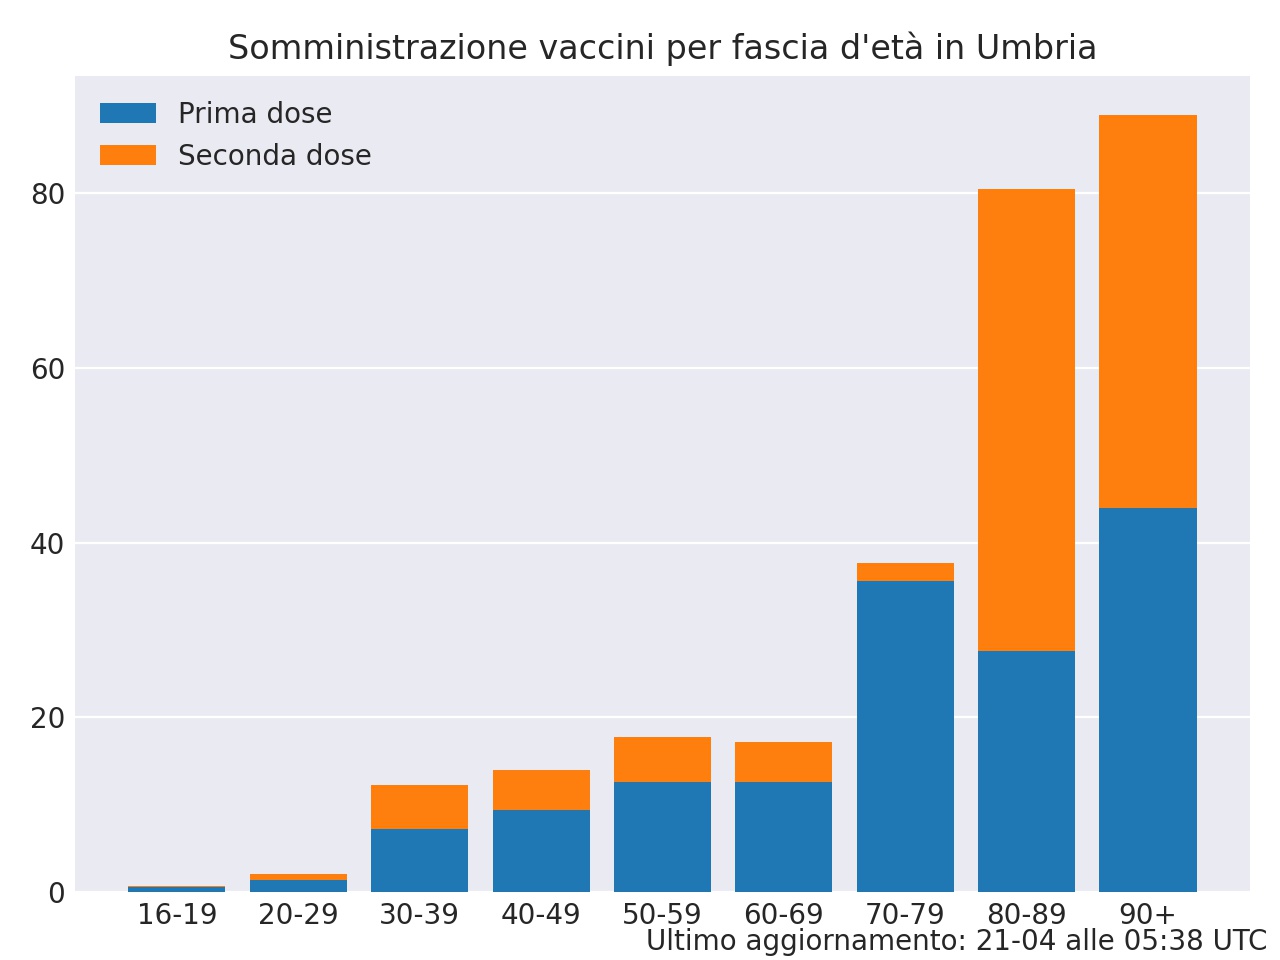 Somministrazione vaccini per fascia d'età in Umbria
Prima dose
Seconda dose
80
60
40
20
0
16-19 20-29 30-39 40-49 50-59 60-69 70-79 80-89 90+
Ultimo aggiornamento: 21-04 alle 05:38 UTC